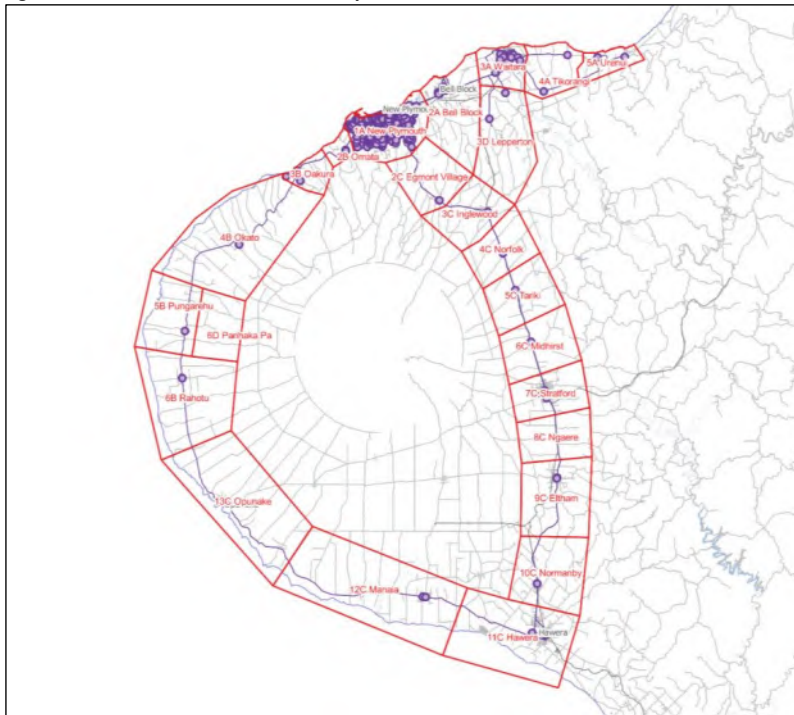 3A Waitara
5A Urenui
4A Tikorangi
Bell Block
New Plymou
2A Bell Block
1A New Plymouth
3D Lepperton
2B Omata
3B Oakura
2C Egmont Village
3C Inglewood
4B Okato
4C Norfolk
5C Tariki
5B Pungarehu
6D Parihaka Pa
6C Midhirst
6B Rahotu
7C Stratford
8C Ngaere
9C Eltham
13C Opunake
10C Normanby
12C Manaia
11C Hawera
Hawera